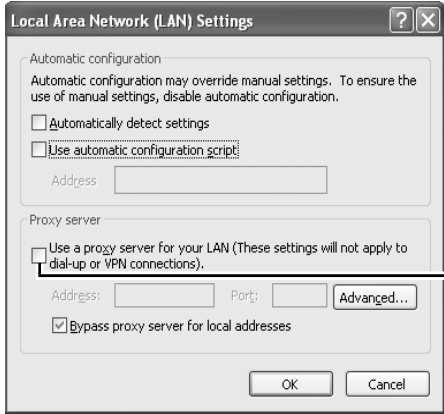 Local Area Network (LAN) Settings
Automatic configuration
Automatic configuration may override manual settings. To ensure the
use of manual settings, disable automatic configuration.
Automatically detect settings
Use automatic configuration script
Address
Proxy server
Use a proxy server for your LAN (These settings will not apply to
dial-up or VPN connections).
Address:
Port:
Advanced...
Bypass proxy server for local addresses
OK
Cancel